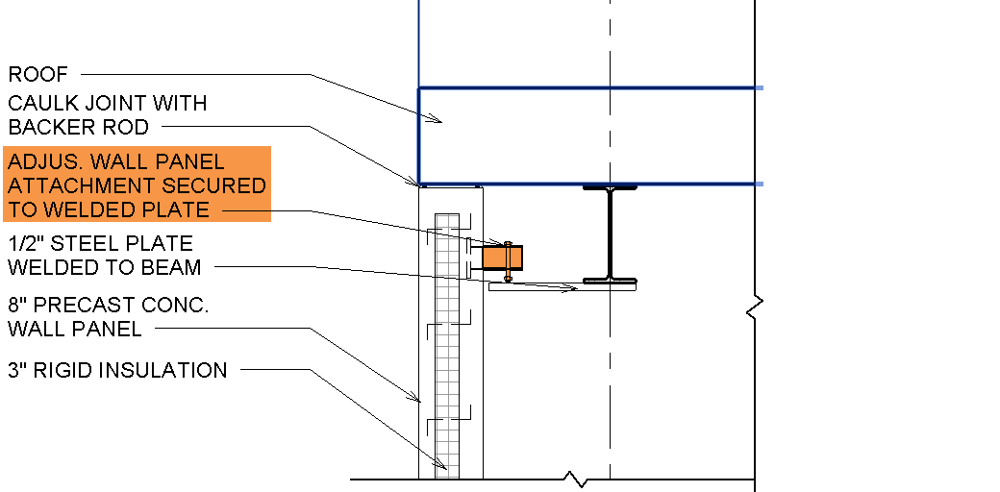 ROOF
CAULK JOINT WITH
BACKER ROD
ADJUS. WALL PANEL
ATTACHMENT SECURED
TO WELDED PLATE
1/2" STEEL PLATE
WELDED TO BEAM
8" PRECAST CONC.
WALL PANEL
3" RIGID INSULATION